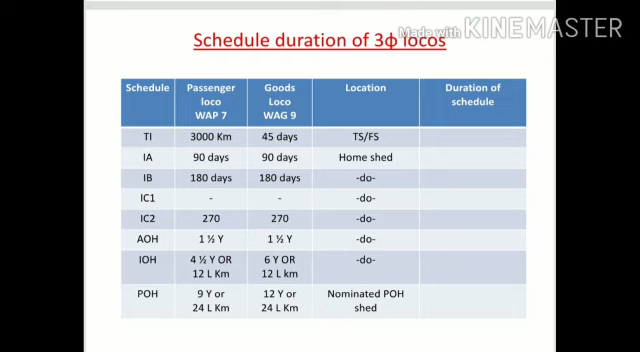 Made with KINEMASTER
Schedule duration of 3ɸ locos
Schedule Passenger loco WAP 7 Goods Loco WAG 9 Location Duration of schedule
TI 3000 Km 45 days TS/FS
IA 90 days 90 days Home shed
IB 180 days 180 days -do-
IC1 - - -do-
IC2 270 270 -do-
AOH 1 ½ Y 1 ½ Y -do-
IOH 4 ½ Y OR 12 L Km 6 Y OR 12 L km -do-
POH 9 Y or 24 L Km 12 Y or 24 L Km Nominated POH shed